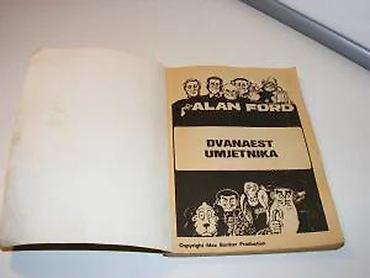 ALAN FORD
DVANAEST
UMJETNIKA
Copyright Max Bunker Production